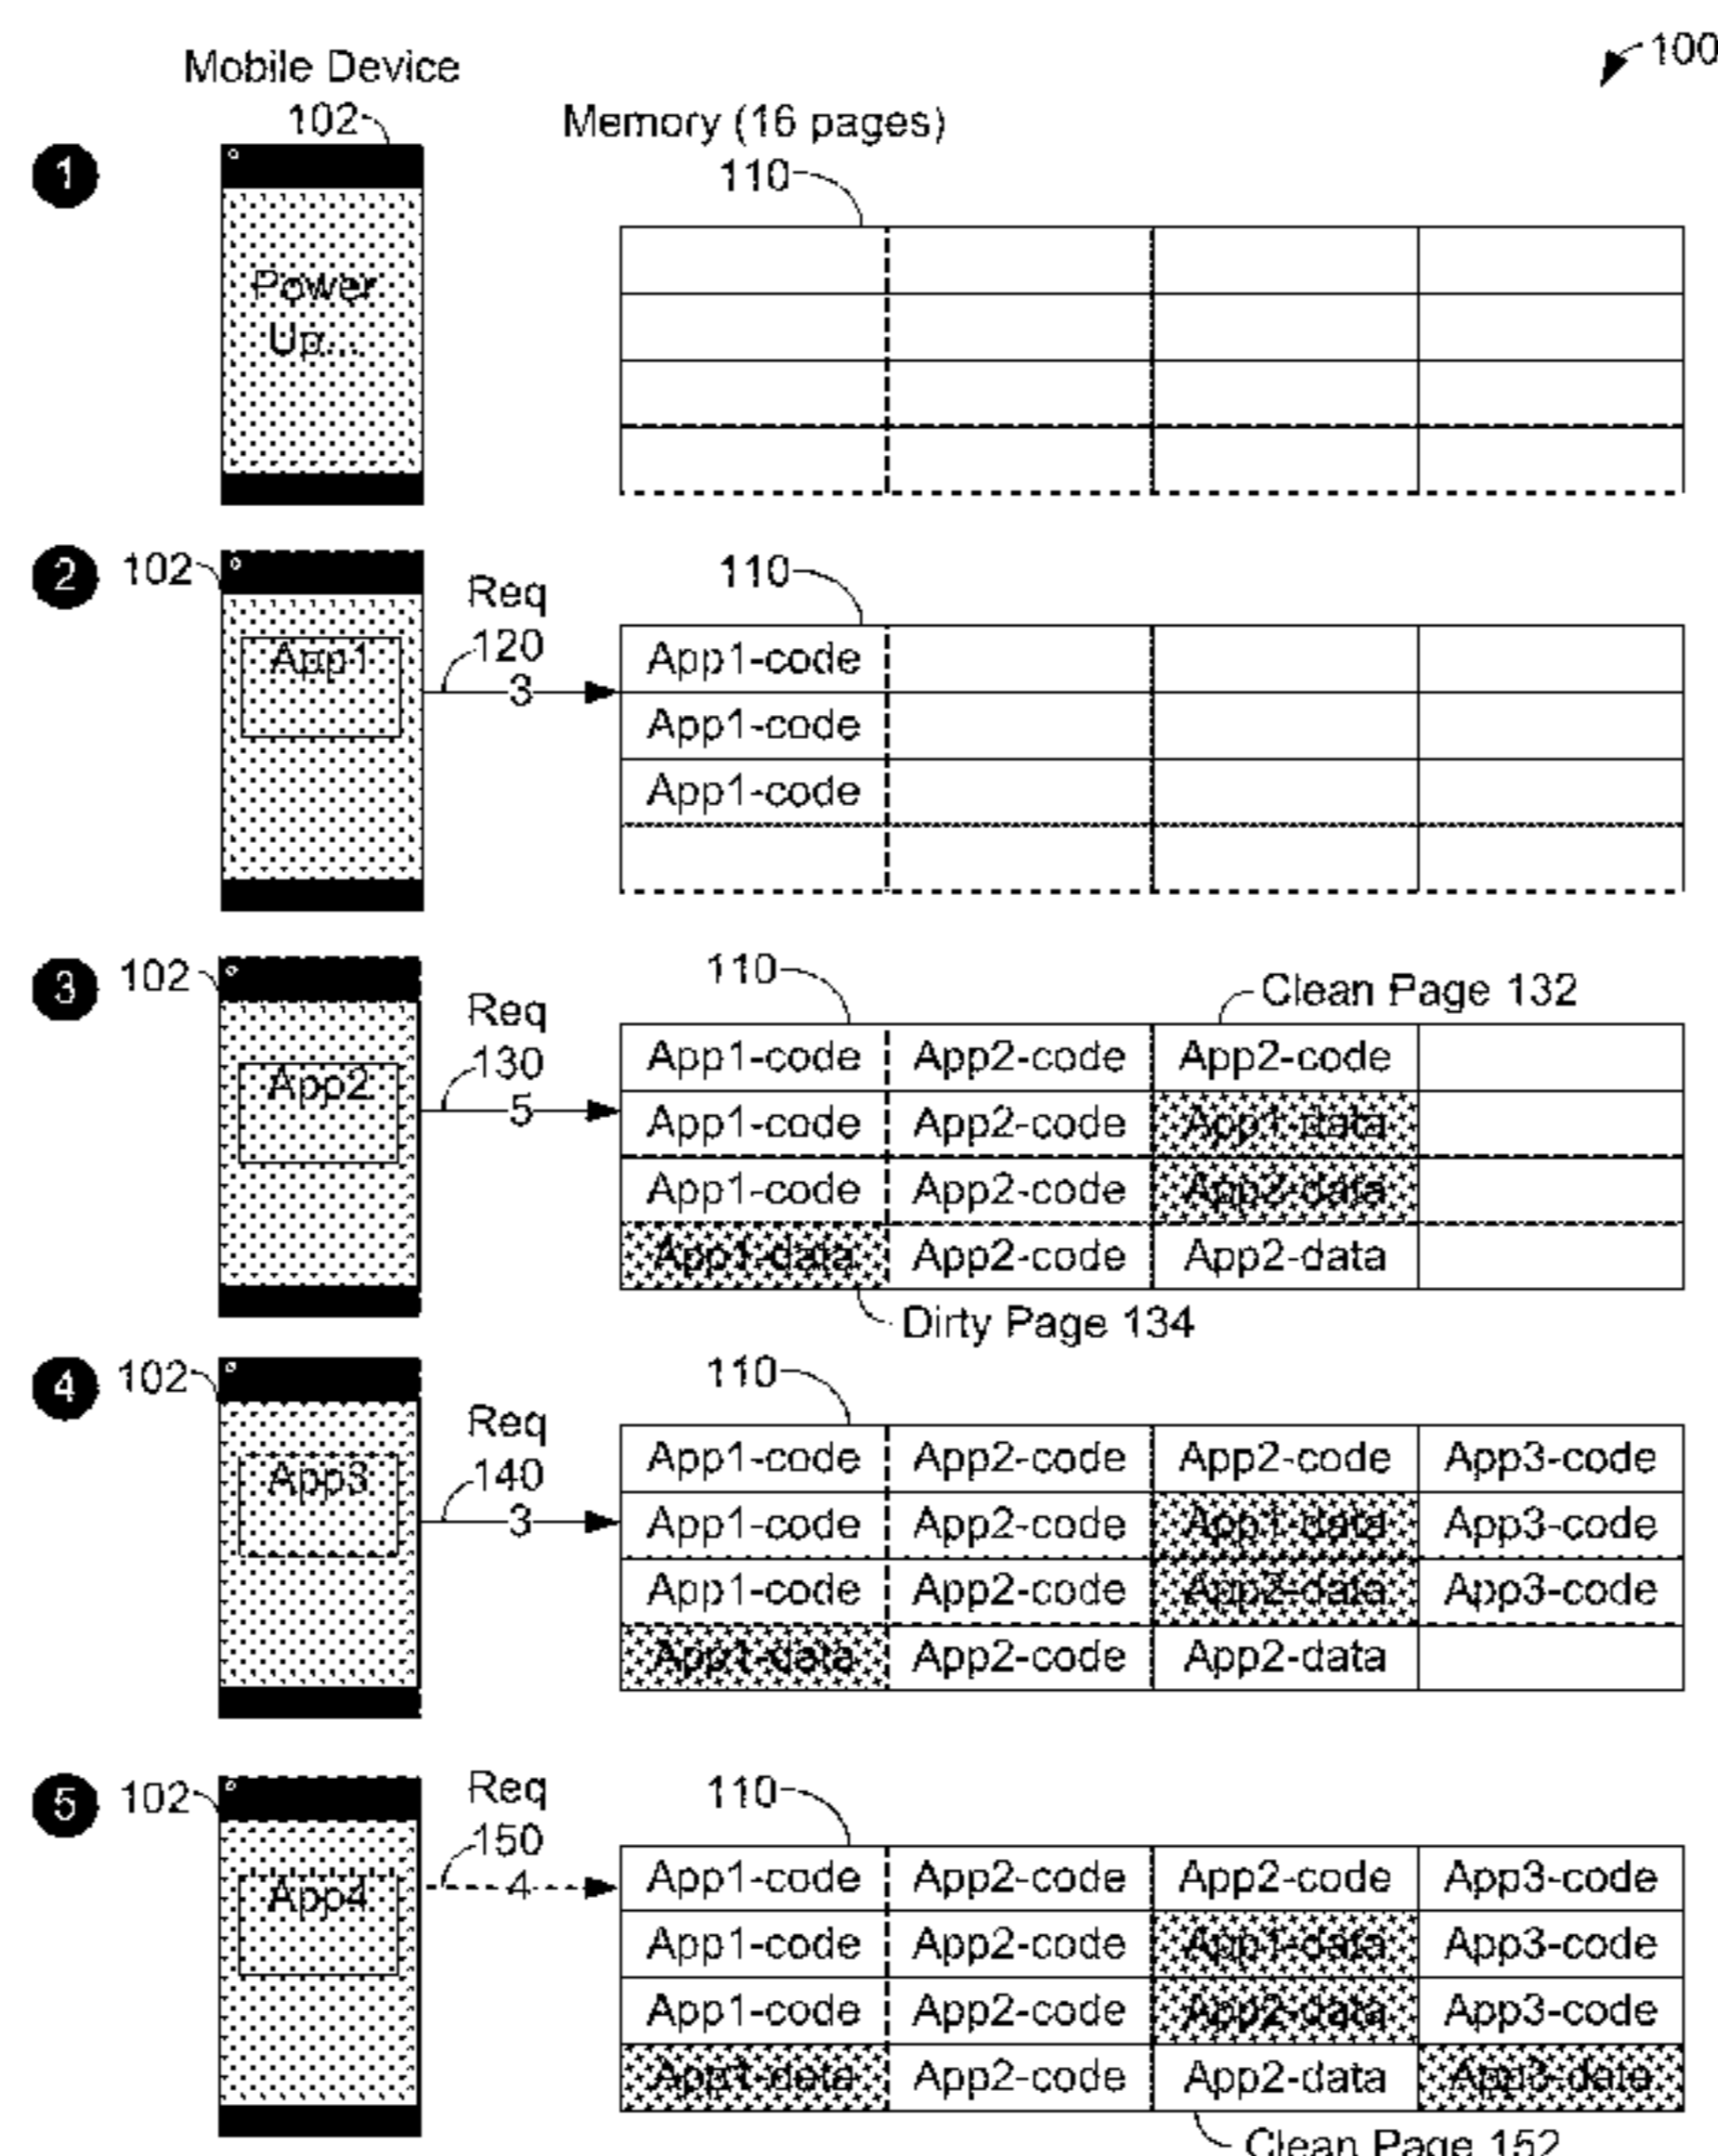 100
Mobile Device
102
Memory (16 pages)
110
1
Power
Up...
2
102
App1
Req
120
3
110
App1-code
App1-code
App1-code
3
102
App2
Req
130
5
110
Clean Page 132
App1-code App2-code App2-code
App1-code App2-code App1-data
App1-code App2-code App2-data
App1-data App2-code App2-data
Dirty Page 134
4
102
App3
Req
140
3
110
App1-code App2-code App2-code App3-code
App1-code App2-code App1-data App3-code
App1-code App2-code App2-data App3-code
App1-data App2-code App2-data
5
102
App4
Req
150
4
110
App1-code App2-code App2-code App3-code
App1-code App2-code App1-data App3-code
App1-code App2-code App2-data App3-code
App1-data App2-code App2-data App3-data
Clean Page 152